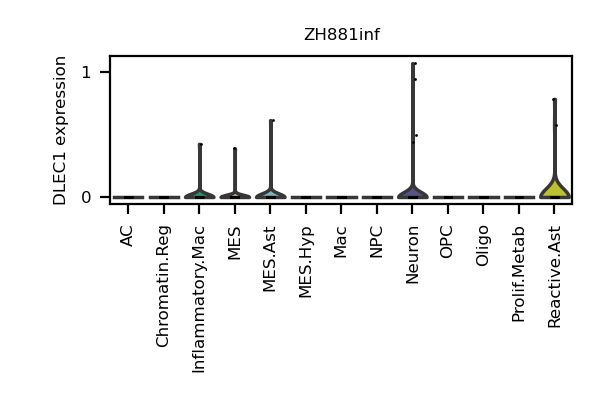 ZH881inf
DLEC1 expression
1
0
AC
Chromatin.Reg
Inflammatory.Mac
MES
MES.Ast
MES.Hyp
Mac
NPC
Neuron
OPC
Oligo
Prolif.Metab
Reactive.Ast